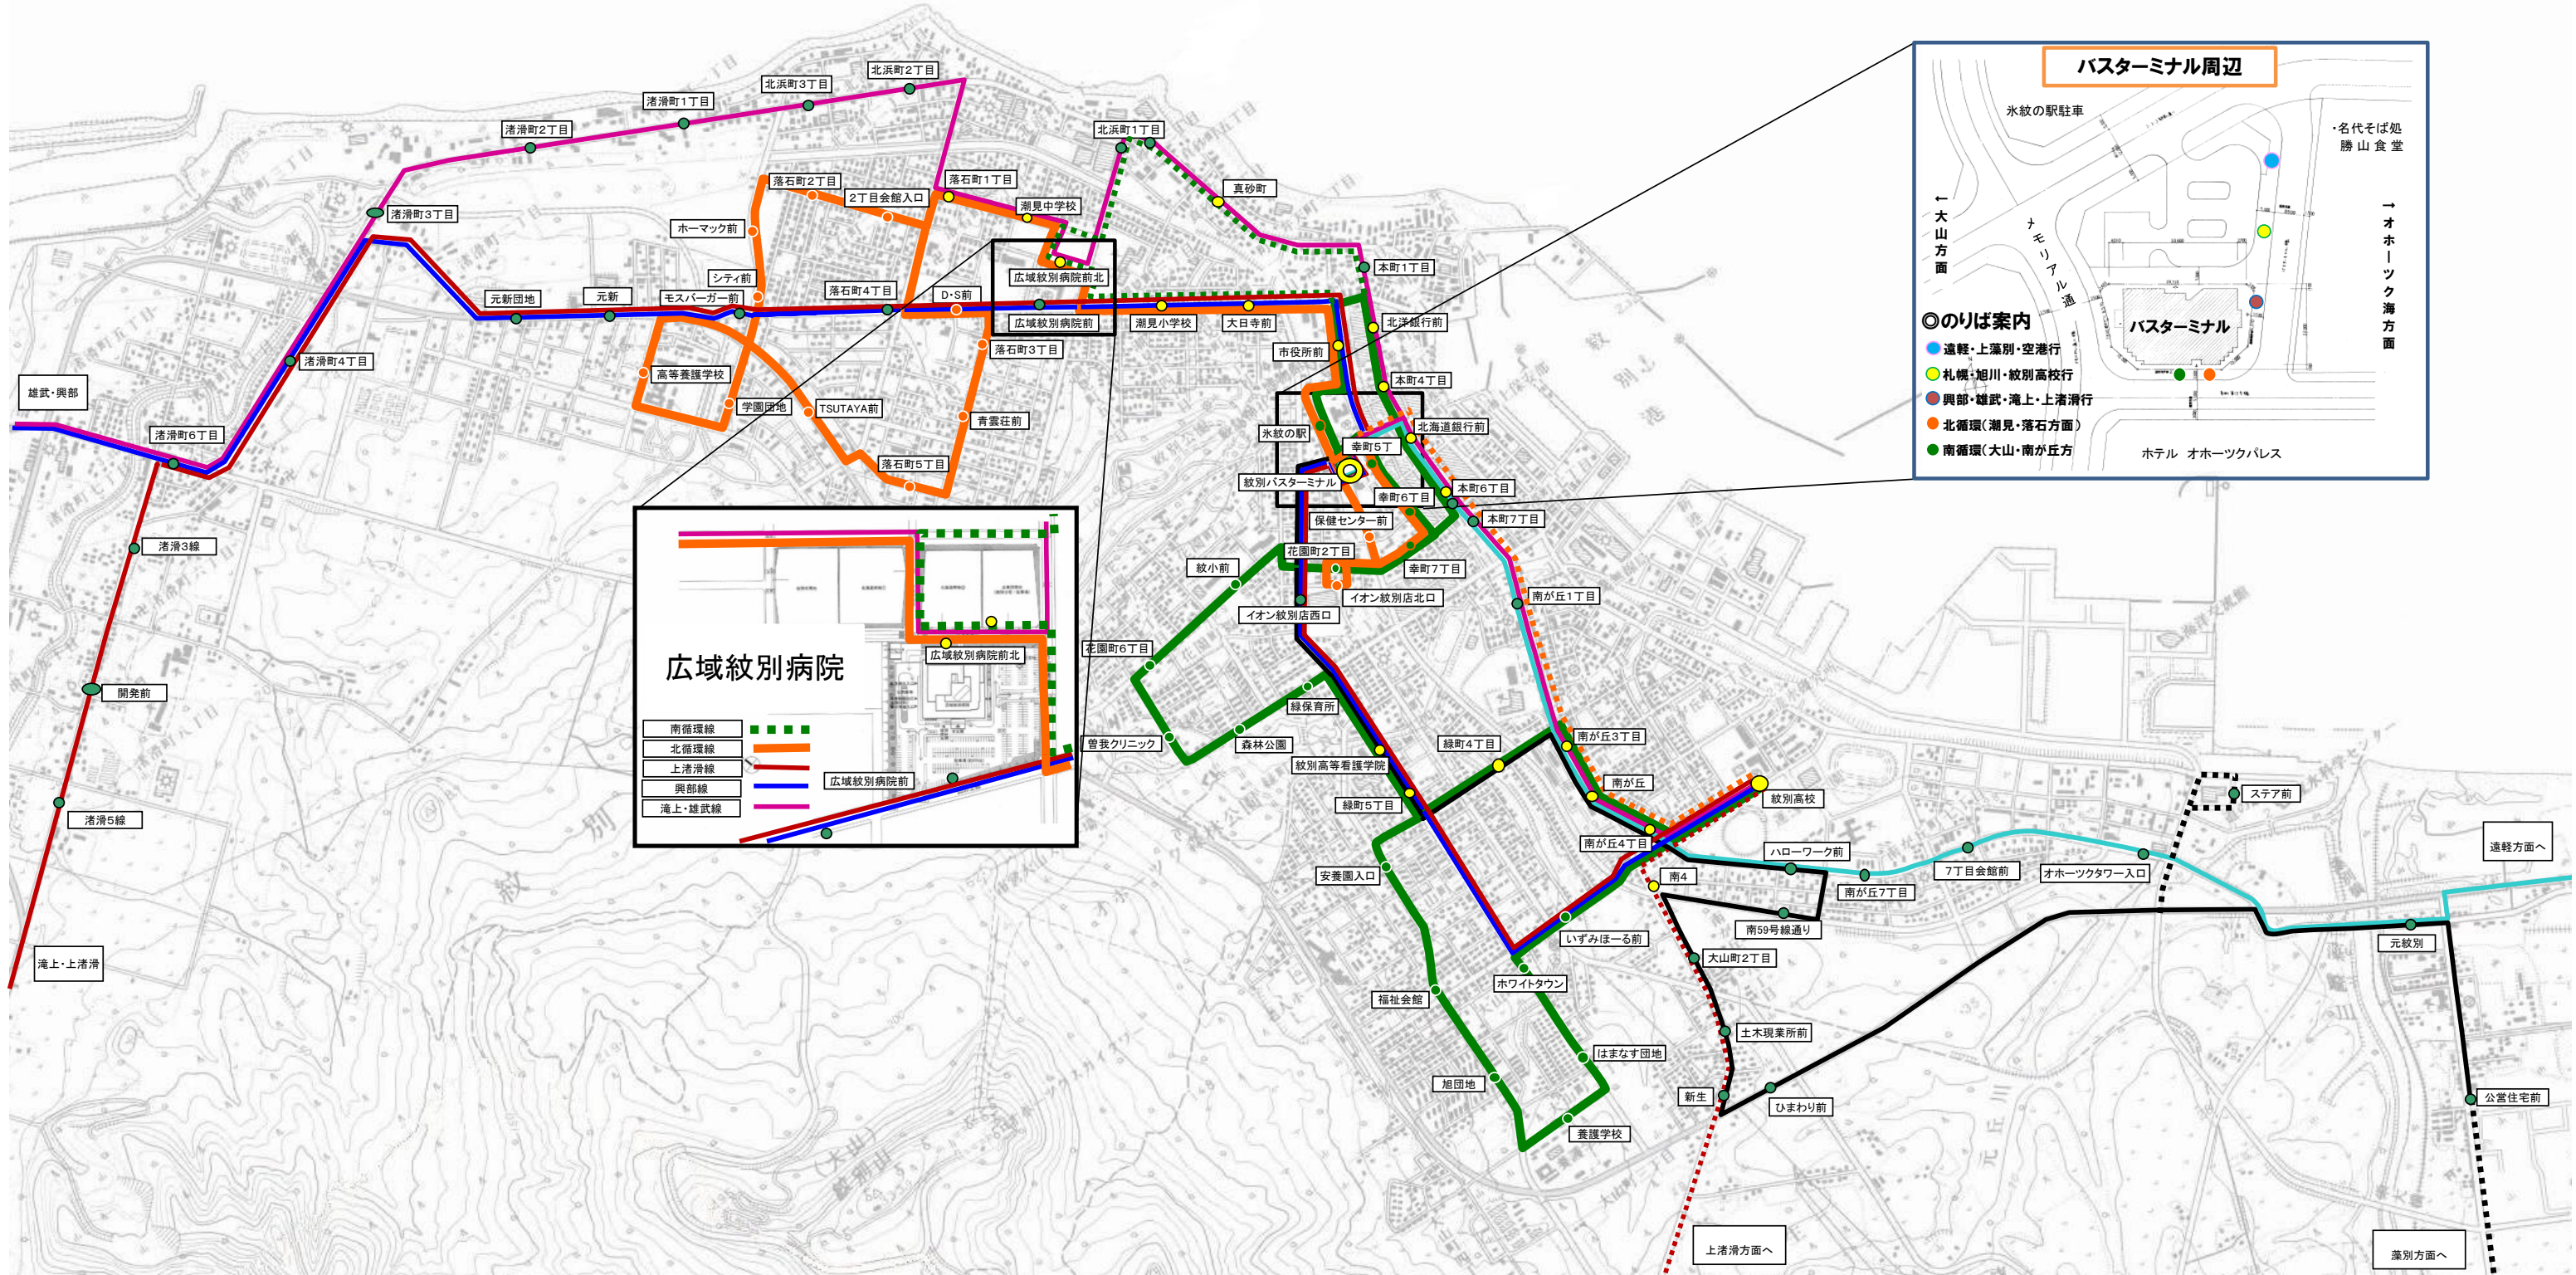 北浜町2丁目
北浜町3丁目
渚滑町1丁目
渚滑町2丁目
北浜町1丁目
落石町2丁目
落石町1丁目
2丁目会館入口
真砂町
潮見中学校
渚滑町3丁目
ホーマック前
本町1丁目
広域紋別病院前北
シティ前
元新団地
元新
モスバーガー前
落石町4丁目
D・S前
広域紋別病院前
潮見小学校
大日寺前
北洋銀行前
市役所前
落石町3丁目
渚滑町4丁目
高等養護学校
本町4丁目
雄武・興部
学園団地
TSUTAYA前
青雲荘前
北海道銀行前
氷紋の駅
幸町5丁
渚滑町6丁目
落石町5丁目
紋別バスターミナル
本町6丁目
幸町6丁目
保健センター前
本町7丁目
渚滑3線
花園町2丁目
紋小前
幸町7丁目
イオン紋別店北口
南が丘1丁目
イオン紋別店西口
花園町6丁目
開発前
緑保育所
曽我クリニック
森林公園
緑町4丁目
南が丘3丁目
紋別高等看護学院
南が丘
紋別高校
ステア前
緑町5丁目
渚滑5線
南が丘4丁目
ハローワーク前
遠軽方面へ
安養園入口
南4
南が丘7丁目
7丁目会館前
オホーツクタワー入口
南59号線通り
いずみほーる前
元紋別
滝上・上渚滑
大山町2丁目
ホワイトタウン
福祉会館
土木現業所前
はまなす団地
旭団地
新生
ひまわり前
公営住宅前
養護学校
上渚滑方面へ
藻別方面へ
広域紋別病院前北
広域紋別病院
南循環線
北循環線
上渚滑線
興部線
滝上・雄武線
広域紋別病院前
バスターミナル周辺
氷紋の駅駐車
・名代そば処
勝山食堂
←大山方面
メモリアル通
→オホーツク海方面
バスターミナル
◎のりば案内
遠軽・上藻別・空港行
札幌・旭川・紋別高校行
興部・雄武・滝上・上渚滑行
北循環(潮見・落石方面)
南循環(大山・南が丘方
ホテル オホーツクパレス